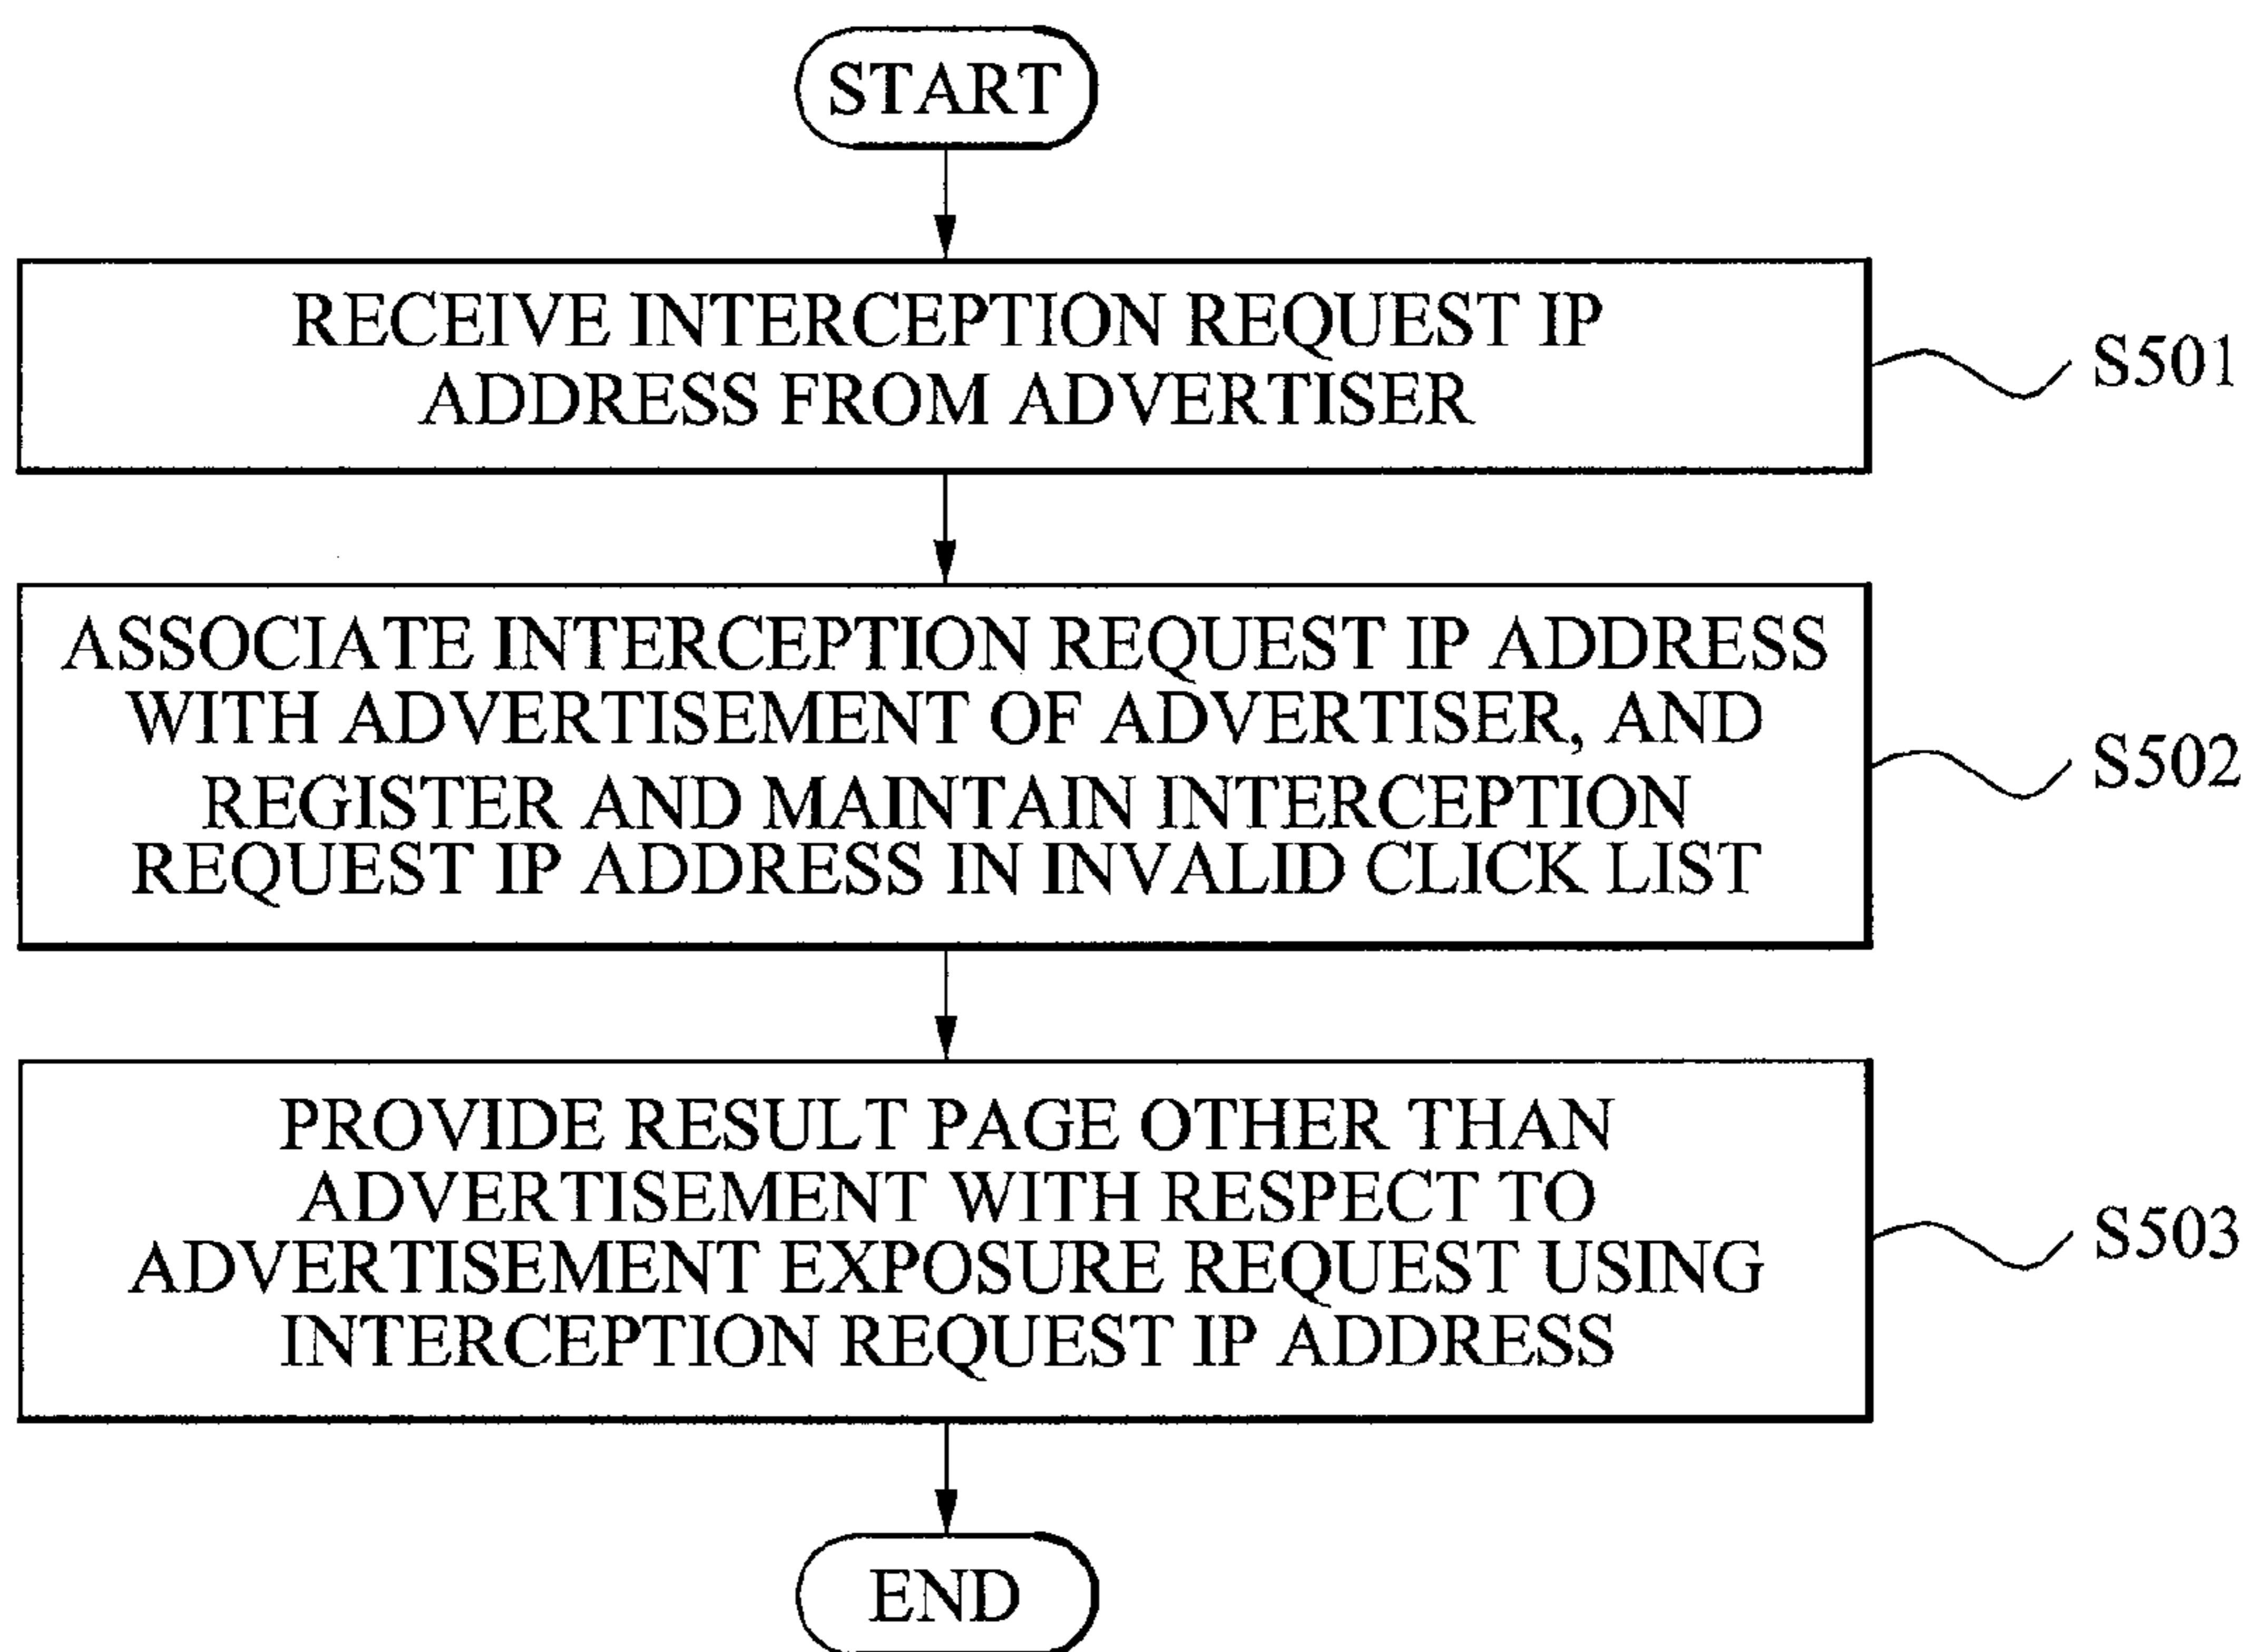 START
RECEIVE INTERCEPTION REQUEST IP
ADDRESS FROM ADVERTISER
S501
ASSOCIATE INTERCEPTION REQUEST IP ADDRESS
WITH ADVERTISEMENT OF ADVERTISER, AND
REGISTER AND MAINTAIN INTERCEPTION
REQUEST IP ADDRESS IN INVALID CLICK LIST
S502
PROVIDE RESULT PAGE OTHER THAN
ADVERTISEMENT WITH RESPECT TO
ADVERTISEMENT EXPOSURE REQUEST USING
INTERCEPTION REQUEST IP ADDRESS
S503
END